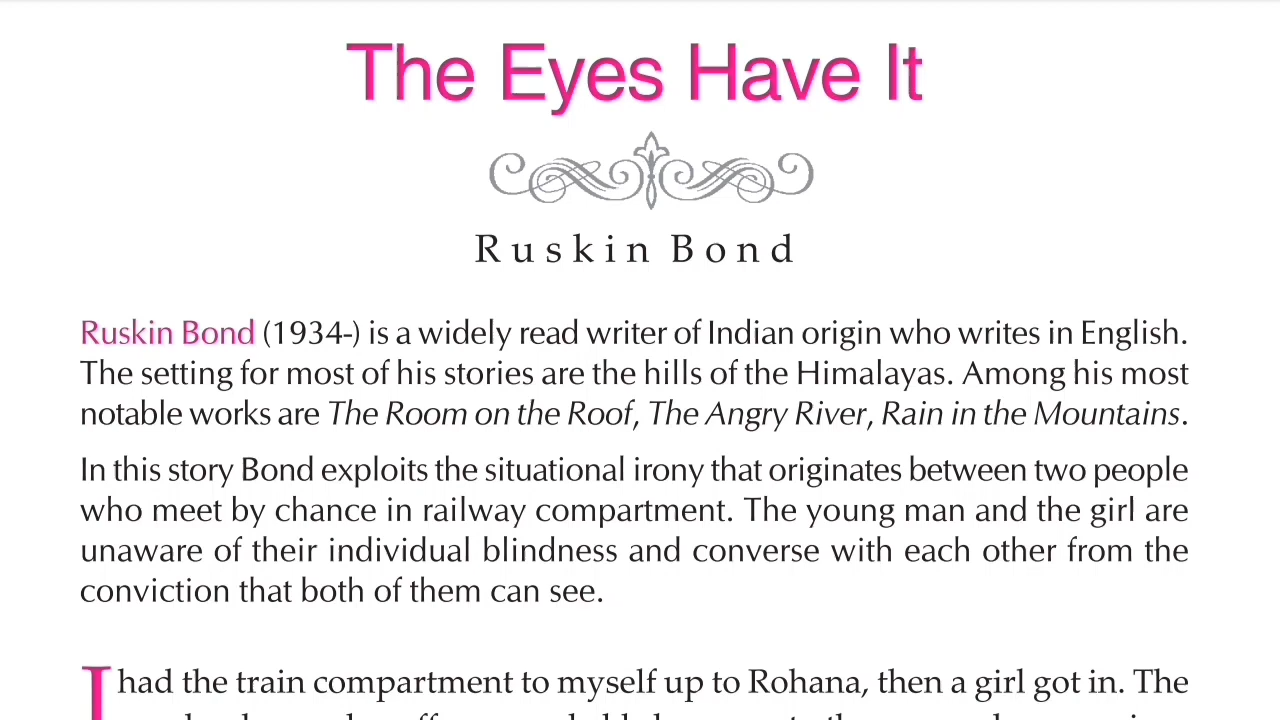 The Eyes Have It
Ruskin Bond
Ruskin Bond (1934-) is a widely read writer of Indian origin who writes in English.
The setting for most of his stories are the hills of the Himalayas. Among his most
notable works are The Room on the Roof, The Angry River, Rain in the Mountains.
In this story Bond exploits the situational irony that originates between two people
who meet by chance in railway compartment. The young man and the girl are
unaware of their individual blindness and converse with each other from the
conviction that both of them can see.
I had the train compartment to myself up to Rohana, then a girl got in. The